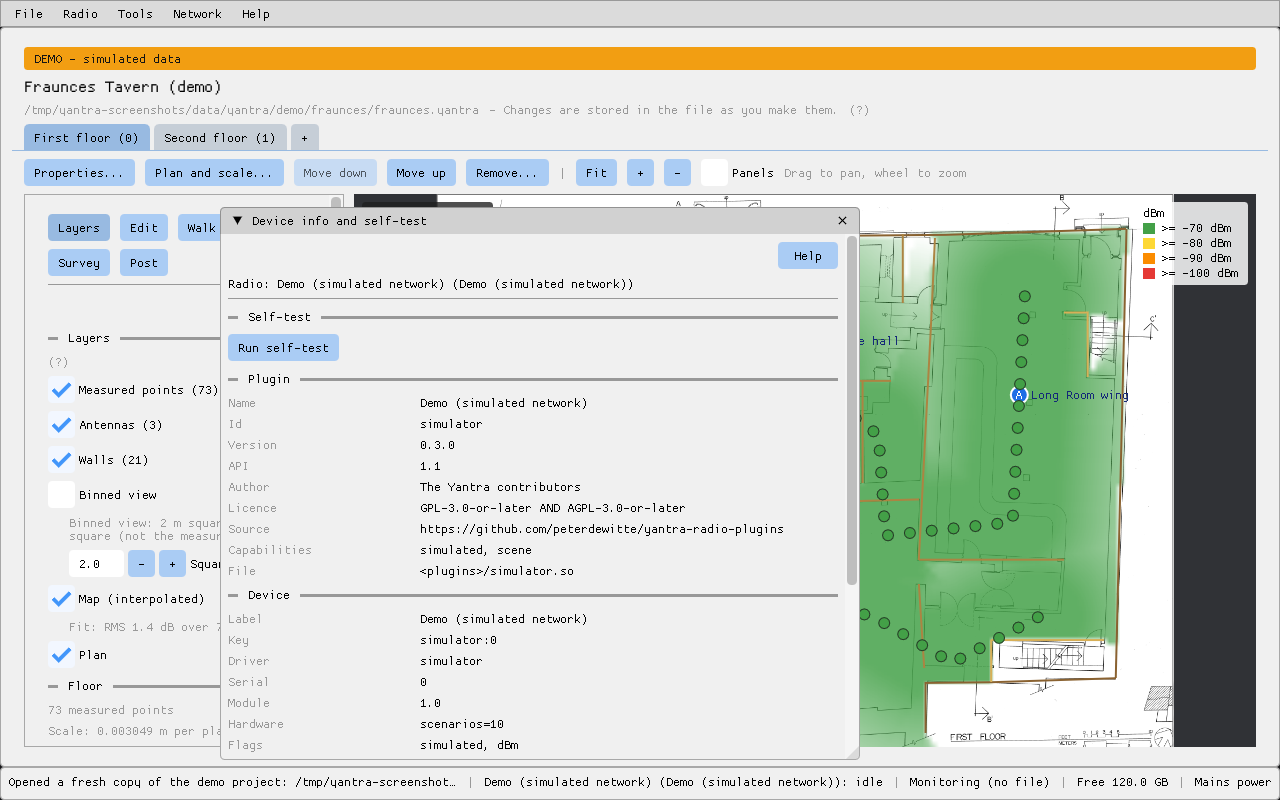 File Radio Tools Network Help
DEMO - simulated data
Fraunces Tavern (demo)
/tmp/yantra-screenshots/data/yantra/demo/fraunces/fraunces.yantra - Changes are stored in the file as you make them. (?)
First floor (0) Second floor (1) +
Properties... Plan and scale... Move down Move up Remove... | Fit + - Panels Drag to pan, wheel to zoom
Layers Edit Walk
Survey Post
Layers
(?)
Measured points (73)
Antennas (3)
Walls (21)
Binned view
Binned view: 2 m squar
square (not the measur
2.0 - + Squar
Map (interpolated)
Fit: RMS 1.4 dB over 7
Plan
Floor
73 measured points
Scale: 0.003049 m per pla
Device info and self-test
Help
Radio: Demo (simulated network) (Demo (simulated network))
Self-test
Run self-test
Plugin
Name Demo (simulated network)
Id simulator
Version 0.3.0
API 1.1
Author The Yantra contributors
Licence GPL-3.0-or-later AND AGPL-3.0-or-later
Source https://github.com/peterdewitte/yantra-radio-plugins
Capabilities simulated, scene
File <plugins>/simulator.so
Device
Label Demo (simulated network)
Key simulator:0
Driver simulator
Serial 0
Module 1.0
Hardware scenarios=10
Flags simulated, dBm
A
B
dBm
>= -70 dBm
>= -80 dBm
>= -90 dBm
>= -100 dBm
C'
e hall
A Long Room wing
UP
B'
FIRST FLOOR
FEET
METERS
Opened a fresh copy of the demo project: /tmp/yantra-screenshot… | Demo (simulated network) (Demo (simulated network)): idle | Monitoring (no file) | Free 120.0 GB | Mains power